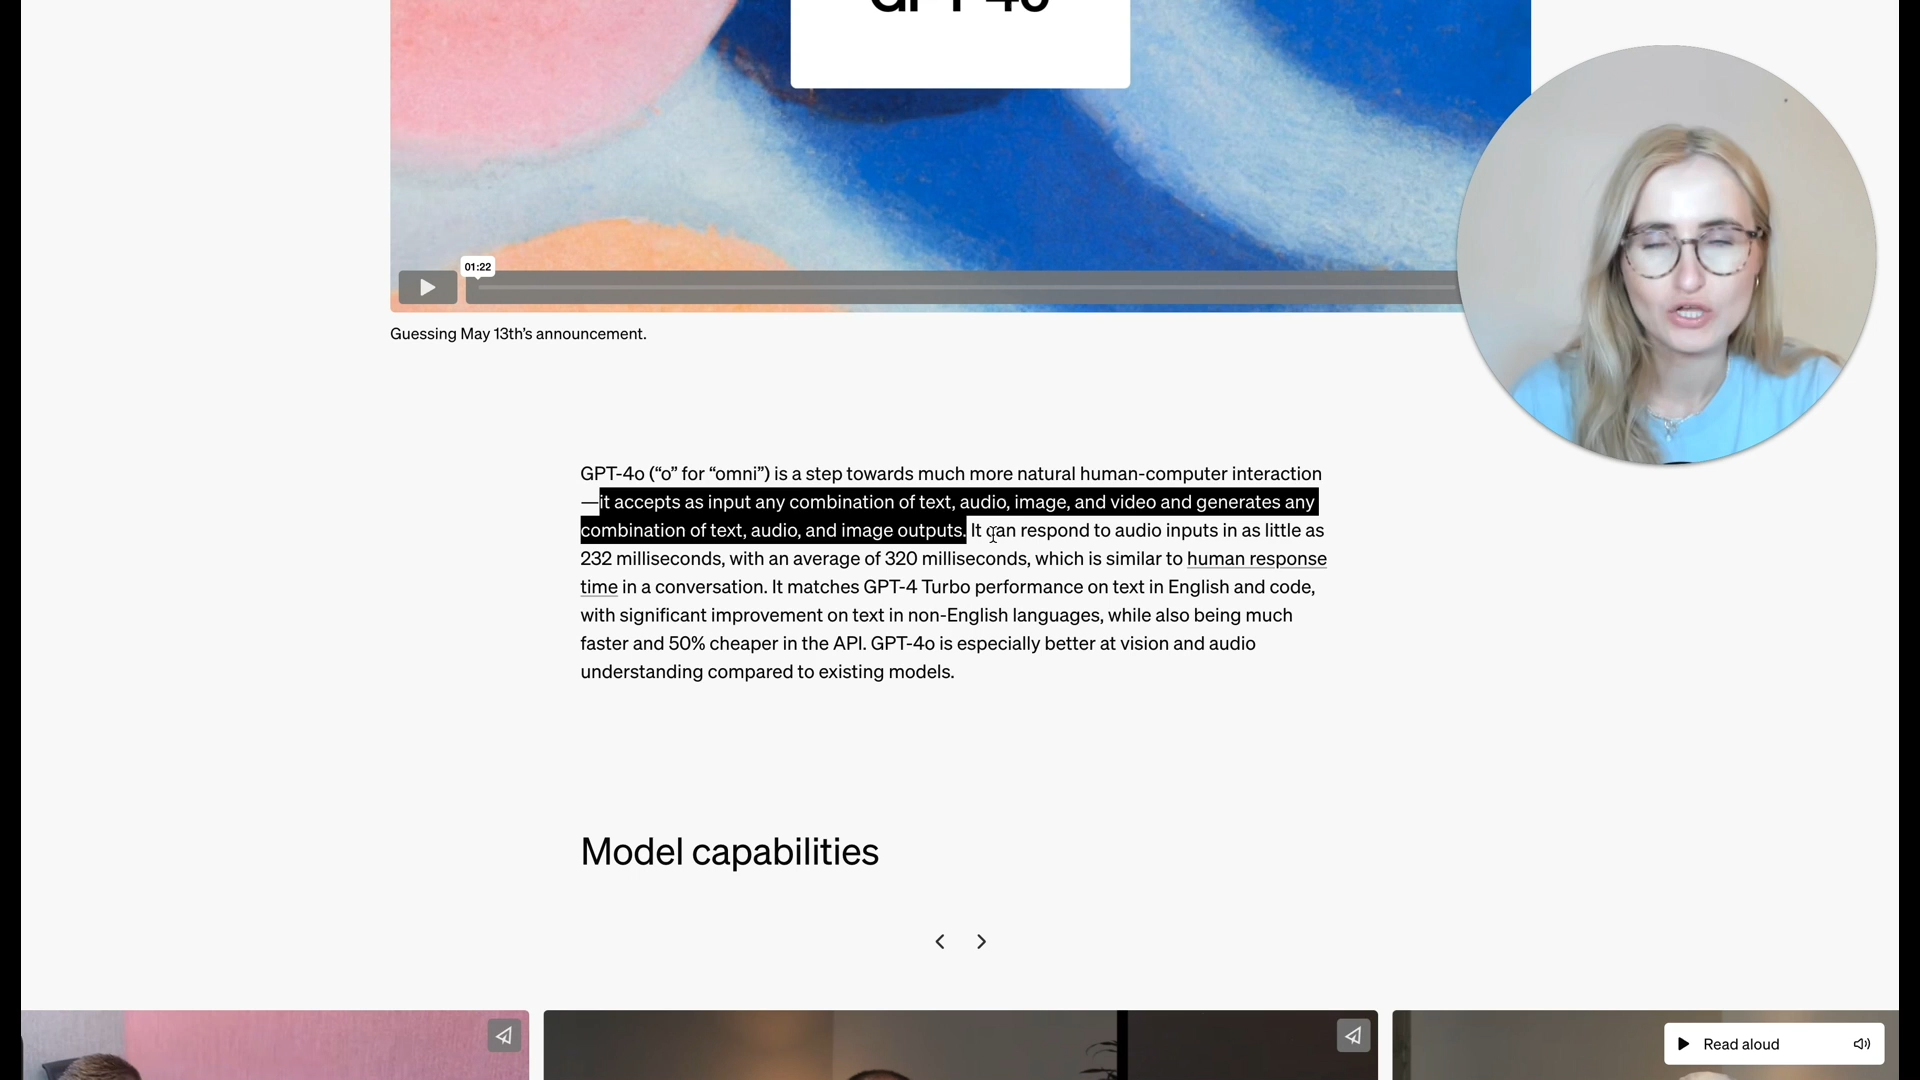 GPT-4o
01:22
Guessing May 13th’s announcement.
GPT-4o (“o” for “omni”) is a step towards much more natural human-computer interaction
—it accepts as input any combination of text, audio, image, and video and generates any
combination of text, audio, and image outputs. It can respond to audio inputs in as little as
232 milliseconds, with an average of 320 milliseconds, which is similar to human response
time in a conversation. It matches GPT-4 Turbo performance on text in English and code,
with significant improvement on text in non-English languages, while also being much
faster and 50% cheaper in the API. GPT-4o is especially better at vision and audio
understanding compared to existing models.
Model capabilities
Read aloud